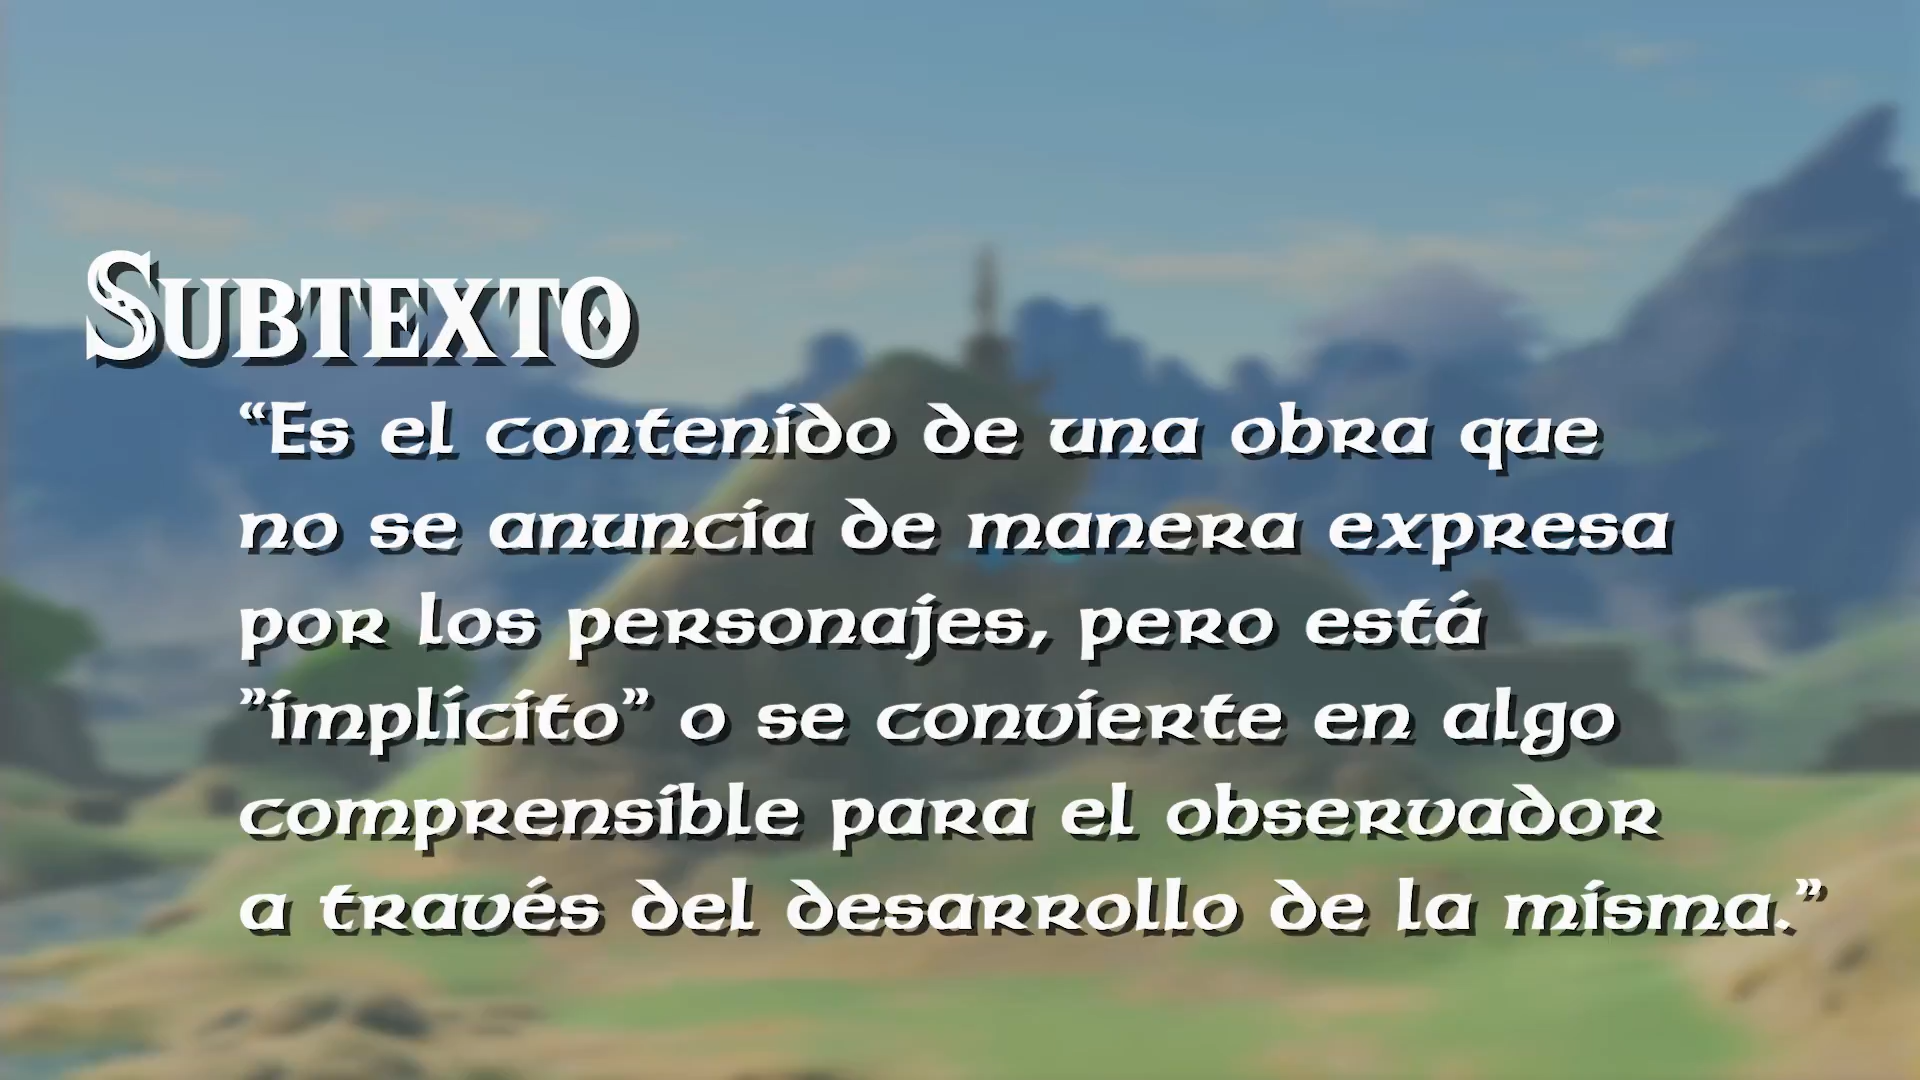 Subtexto
“Es el contenido de una obra que
no se anuncia de manera expresa
por los personajes, pero está
”implícito” o se convierte en algo
comprensible para el observador
a través del desarrollo de la misma.”